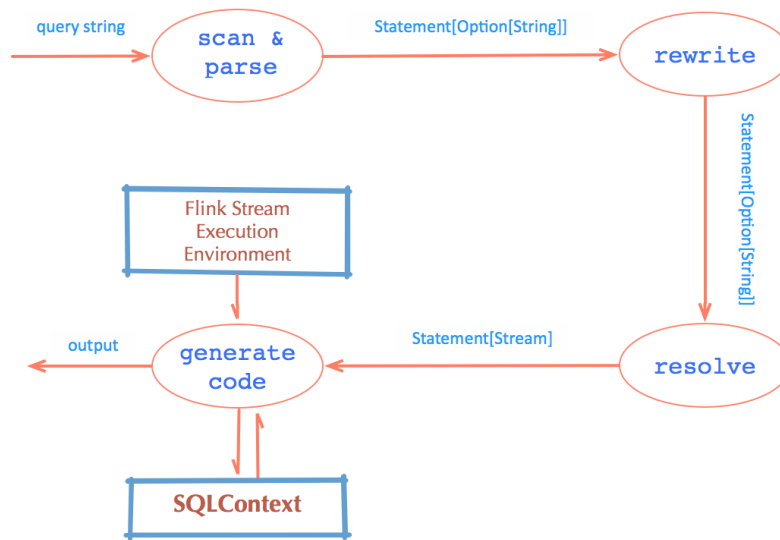 query string
scan &
parse
Statement[Option[String]]
rewrite
Statement[Option[String]]
Flink Stream
Execution
Environment
output
generate
code
Statement[Stream]
resolve
SQLContext